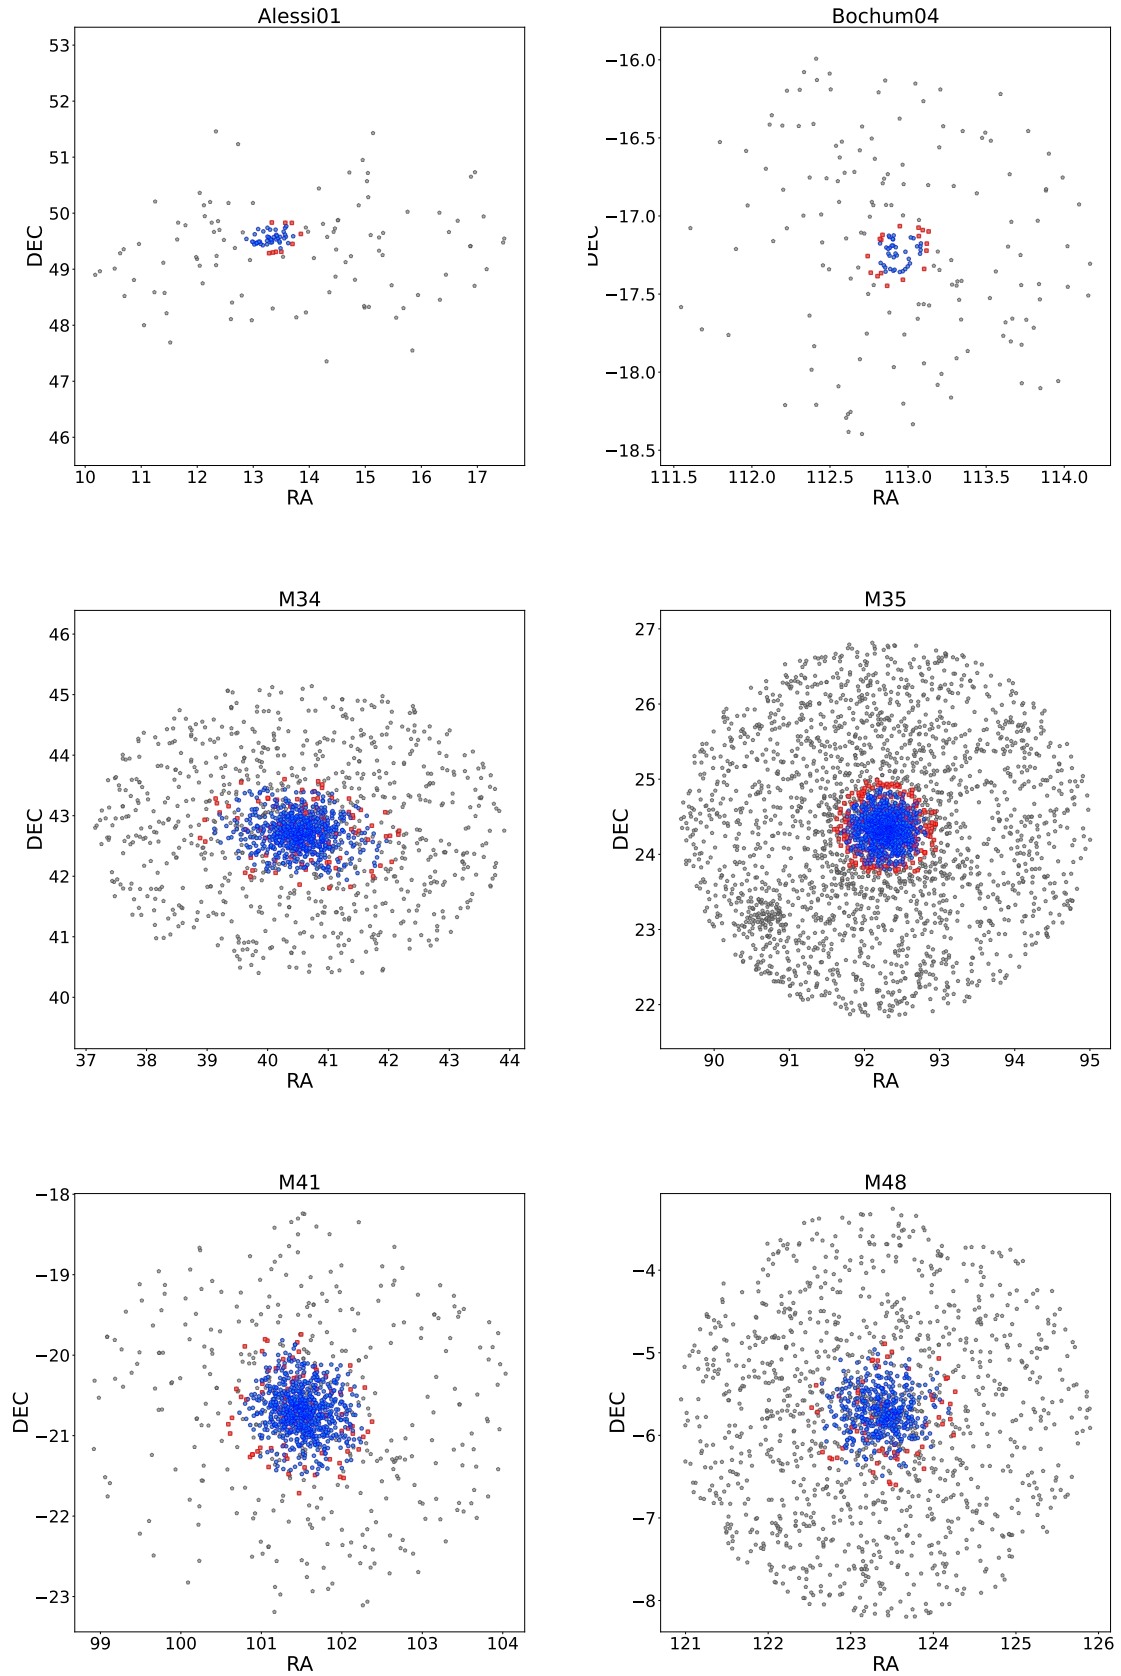 Alessi01
53
52
51
50
49
48
47
46
DEC
10 11 12 13 14 15 16 17
RA
Bochum04
−16.0
−16.5
−17.0
−17.5
−18.0
−18.5
DEC
111.5 112.0 112.5 113.0 113.5 114.0
RA
M34
46
45
44
43
42
41
40
DEC
37 38 39 40 41 42 43 44
RA
M35
27
26
25
24
23
22
DEC
90 91 92 93 94 95
RA
M41
−18
−19
−20
−21
−22
−23
DEC
99 100 101 102 103 104
RA
M48
−4
−5
−6
−7
−8
DEC
121 122 123 124 125 126
RA